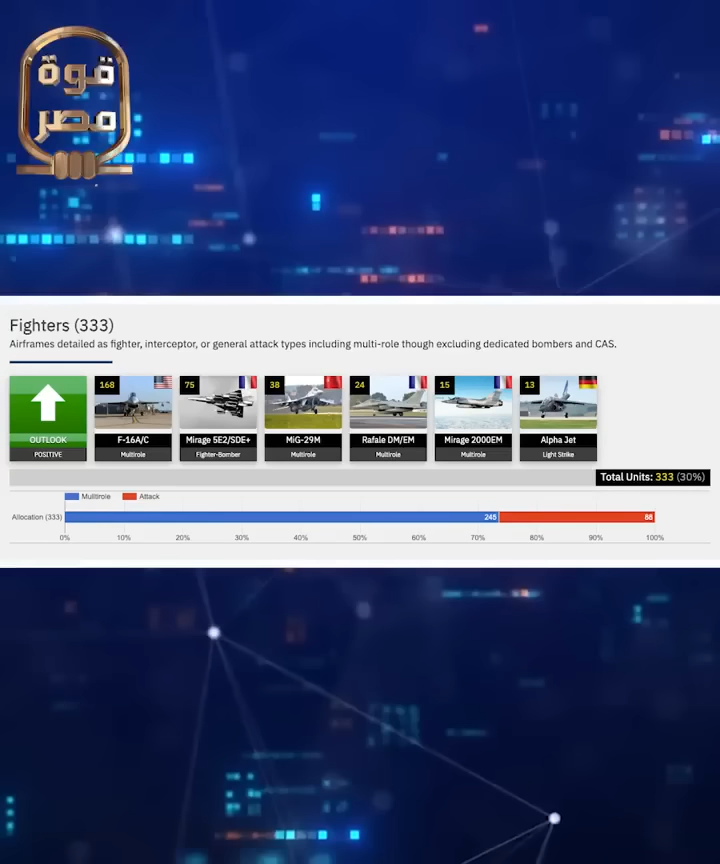 قوة
مصر
Fighters (333)
Airframes detailed as fighter, interceptor, or general attack types including multi-role though excluding dedicated bombers and CAS.
168 75 38 24 15 13
OUTLOOK F-16A/C Mirage 5E2/SDE+ MiG-29M Rafale DM/EM Mirage 2000EM Alpha Jet
POSITIVE Multirole Fighter-Bomber Multirole Multirole Multirole Light Strike
Total Units: 333 (30%)
Multirole Attack
Allocation (333) 245 88
0% 10% 20% 30% 40% 50% 60% 70% 80% 90% 100%